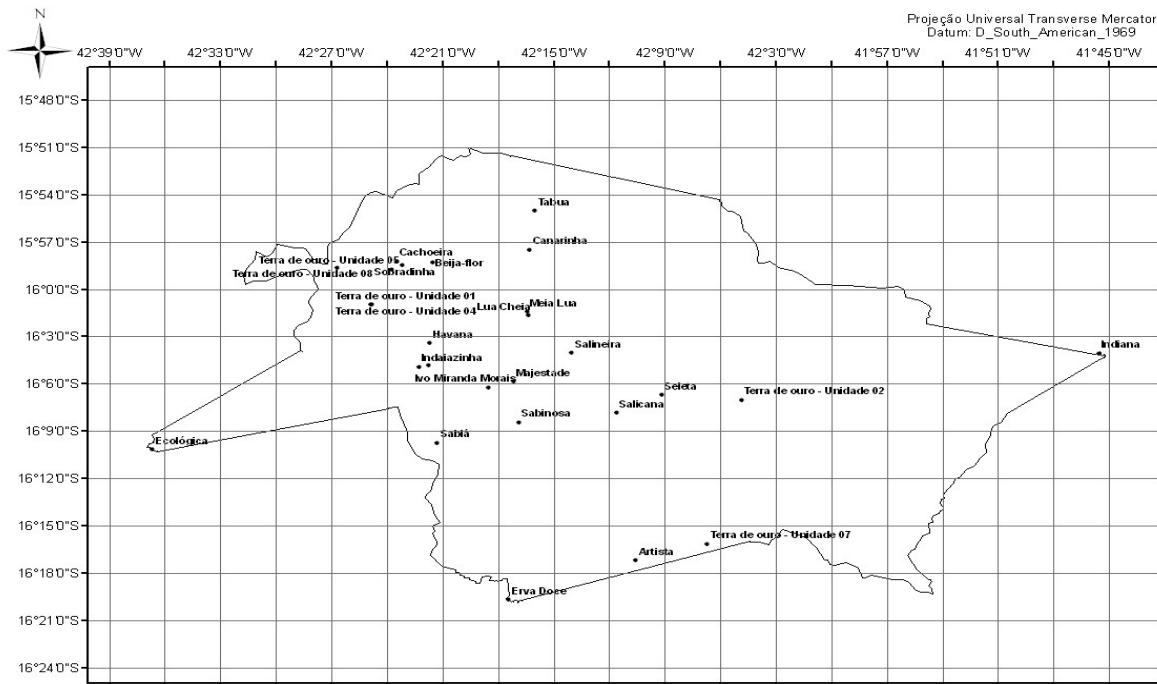 Projeção Universal Transverse Mercator
Datum: D_South_American_1969
N
42°39'0"W 42°33'0"W 42°27'0"W 42°21'0"W 42°15'0"W 42°9'0"W 42°3'0"W 41°57'0"W 41°51'0"W 41°45'0"W
15°48'0"S
15°51'0"S
15°54'0"S
Tabua
15°57'0"S
Canarinha
Cachoeira
Terra de ouro - Unidade 05
Beija-flor
Terra de ouro - Unidade 08
Sobradinha
16°0'0"S
Terra de ouro - Unidade 01
Lua Cheia
Meia Lua
Terra de ouro - Unidade 04
16°3'0"S
Havana
Salineira
Indiana
Indaiazinha
16°6'0"S
Ivo Miranda Morais
Majestade
Seleta
Terra de ouro - Unidade 02
Salicana
Sabinosa
16°9'0"S
Ecológica
Sabiá
16°12'0"S
16°15'0"S
Terra de ouro - Unidade 07
Artista
16°18'0"S
Erva Doce
16°21'0"S
16°24'0"S